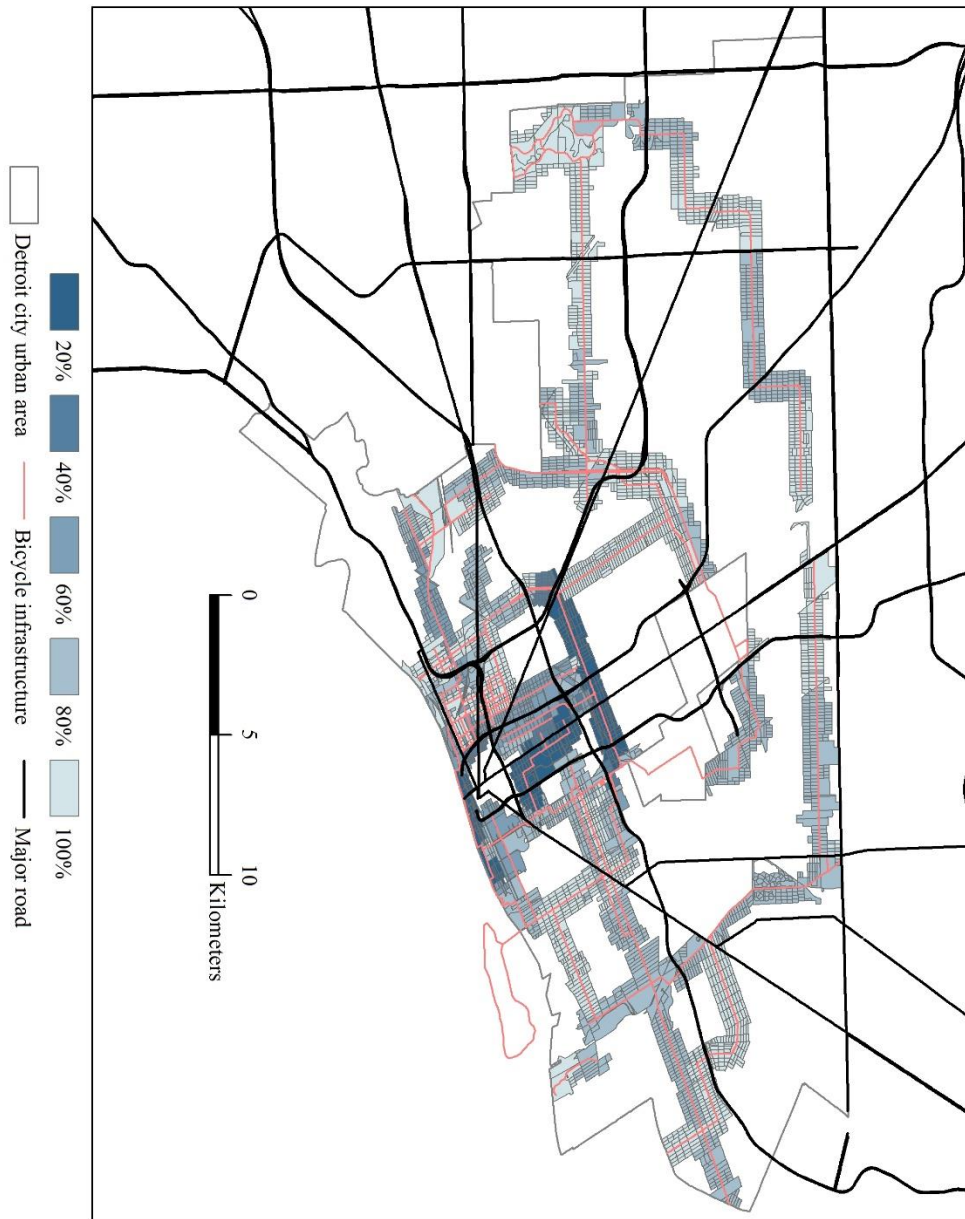 0 5 10
Kilometers
20% 40% 60% 80% 100%
Detroit city urban area Bicycle infrastructure Major road